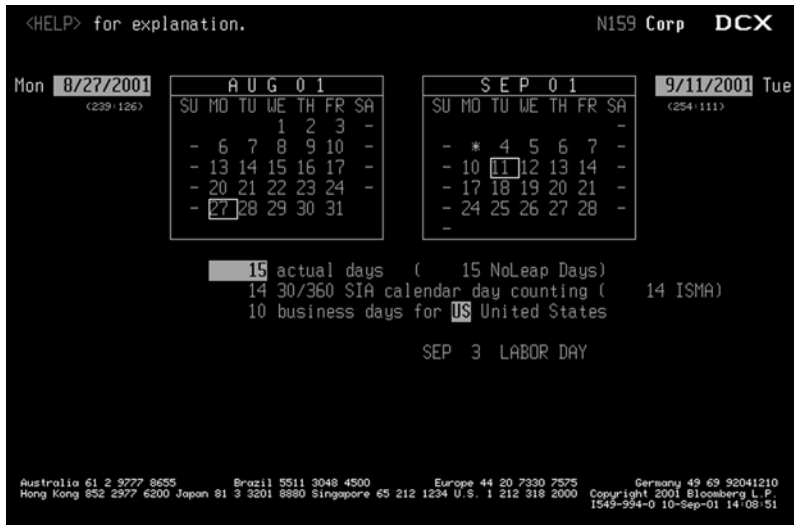 <HELP> for explanation. N159 Corp DCX
Mon 8/27/2001 AUG 01 SEP 01 9/11/2001 Tue
(239:126) SU MO TU WE TH FR SA SU MO TU WE TH FR SA (254:111)
1 2 3 - -
- 6 7 8 9 10 - - * 4 5 6 7 -
- 13 14 15 16 17 - - 10 11 12 13 14 -
- 20 21 22 23 24 - - 17 18 19 20 21 -
- 27 28 29 30 31 - 24 25 26 27 28 -
-
15 actual days ( 15 NoLeap Days)
14 30/360 SIA calendar day counting ( 14 ISMA)
10 business days for US United States
SEP 3 LABOR DAY
Australia 61 2 9777 8655 Brazil 5511 3048 4500 Europe 44 20 7330 7575 Germany 49 69 92041210
Hong Kong 852 2977 6200 Japan 81 3 3201 8880 Singapore 65 212 1234 U.S. 1 212 318 2000 Copyright 2001 Bloomberg L.P.
I549-994-0 10-Sep-01 14:08:51